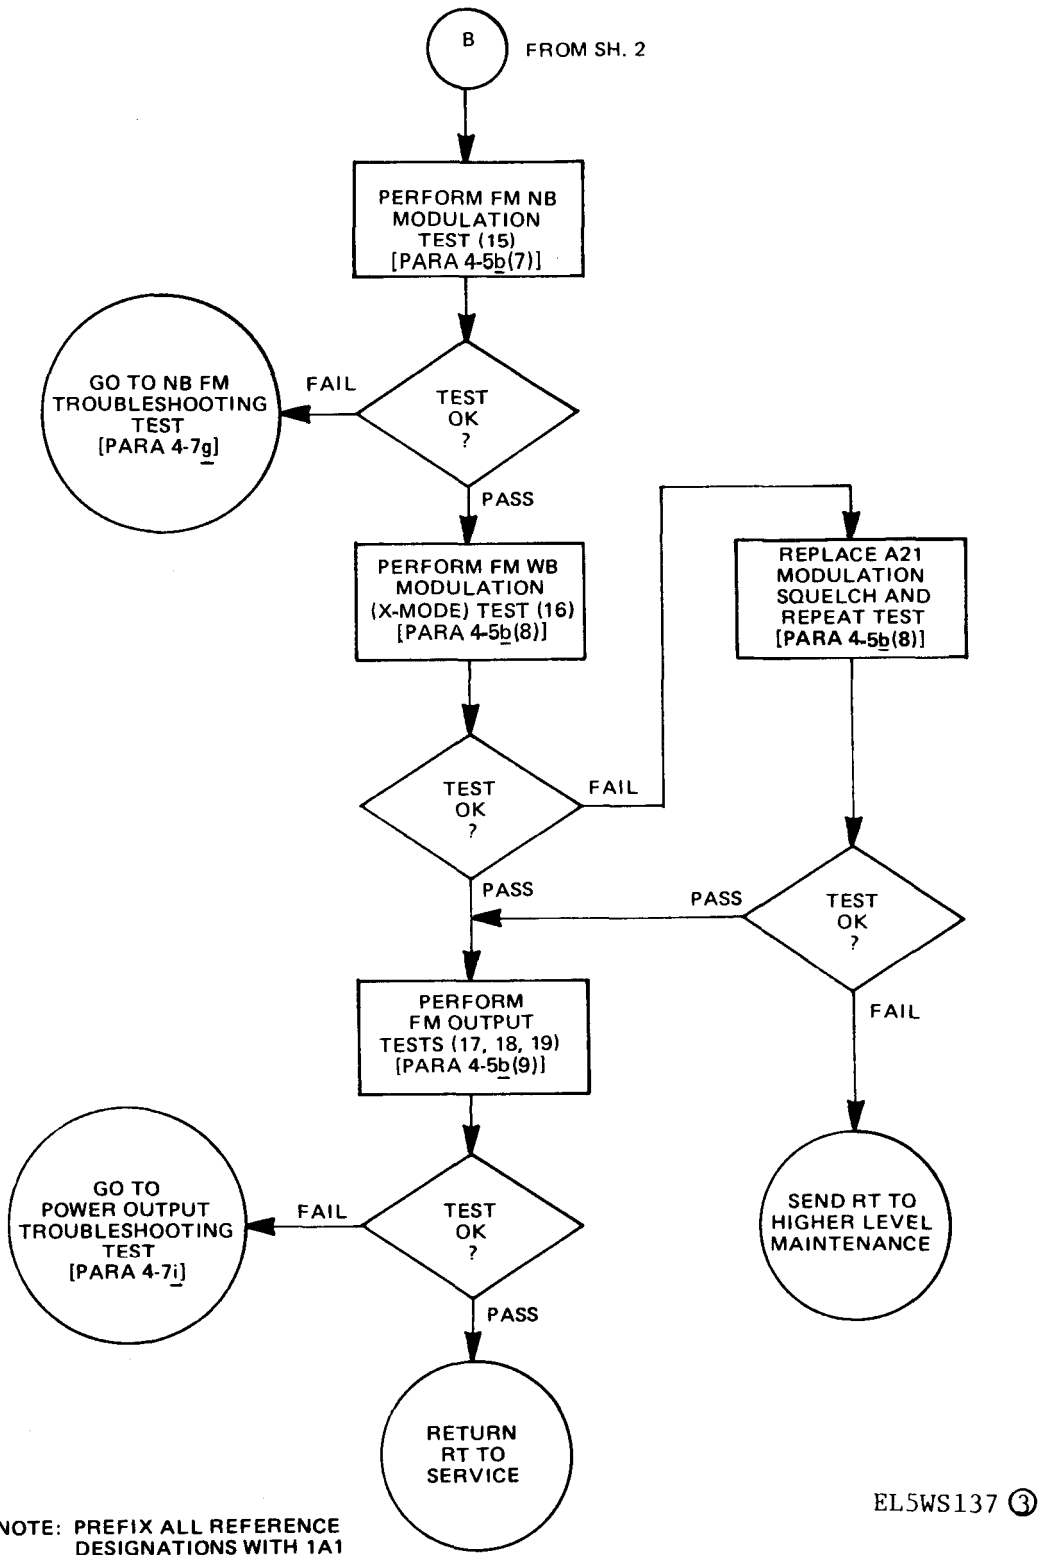 B
FROM SH. 2
PERFORM FM NB
MODULATION
TEST (15)
[PARA 4-5b(7)]
GO TO NB FM
TROUBLESHOOTING
TEST
[PARA 4-7g]
FAIL
TEST
OK
?
PASS
PERFORM FM WB
MODULATION
(X-MODE) TEST (16)
[PARA 4-5b(8)]
REPLACE A21
MODULATION
SQUELCH AND
REPEAT TEST
[PARA 4-5b(8)]
TEST
OK
?
FAIL
PASS
PASS
TEST
OK
?
FAIL
PERFORM
FM OUTPUT
TESTS (17, 18, 19)
[PARA 4-5b(9)]
GO TO
POWER OUTPUT
TROUBLESHOOTING
TEST
[PARA 4-7i]
FAIL
TEST
OK
?
PASS
SEND RT TO
HIGHER LEVEL
MAINTENANCE
RETURN
RT TO
SERVICE
EL5WS137 ③
NOTE: PREFIX ALL REFERENCE
DESIGNATIONS WITH 1A1